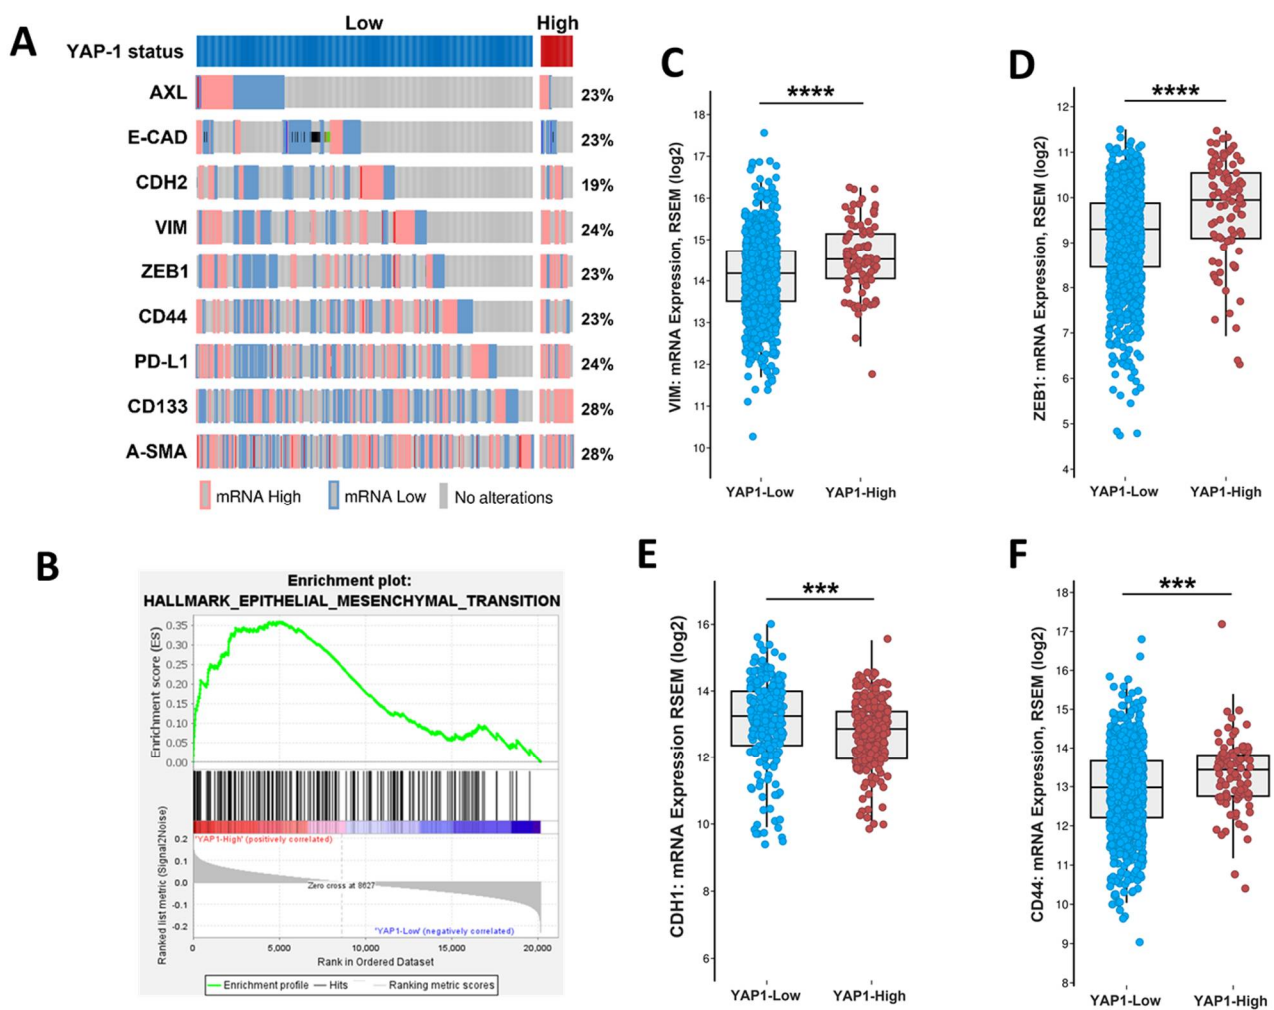 A
Low
High
YAP-1 status
AXL
23%
E-CAD
23%
CDH2
19%
VIM
24%
ZEB1
23%
CD44
23%
PD-L1
24%
CD133
28%
A-SMA
28%
mRNA High
mRNA Low
No alterations
B
Enrichment plot:
HALLMARK_EPITHELIAL_MESENCHYMAL_TRANSITION
Enrichment score (ES)
0.35
0.30
0.25
0.20
0.15
0.10
0.05
0.00
'YAP1-High' (positively correlated)
Ranked list metric (Signal2Noise)
0.2
0.1
0.0
-0.1
-0.2
Zero cross at 8627
'YAP1-Low' (negatively correlated)
0
5,000
10,000
15,000
20,000
Rank in Ordered Dataset
Enrichment profile
Hits
Ranking metric scores
C
****
VIM: mRNA Expression, RSEM (log2)
18
17
16
15
14
13
12
11
10
YAP1-Low
YAP1-High
D
****
ZEB1: mRNA Expression, RSEM (log2)
12
11
10
9
8
7
6
5
4
YAP1-Low
YAP1-High
E
***
CDH1: mRNA Expression RSEM (log2)
16
14
12
10
8
6
YAP1-Low
YAP1-High
F
***
CD44: mRNA Expression, RSEM (log2)
18
17
16
15
14
13
12
11
10
9
8
YAP1-Low
YAP1-High